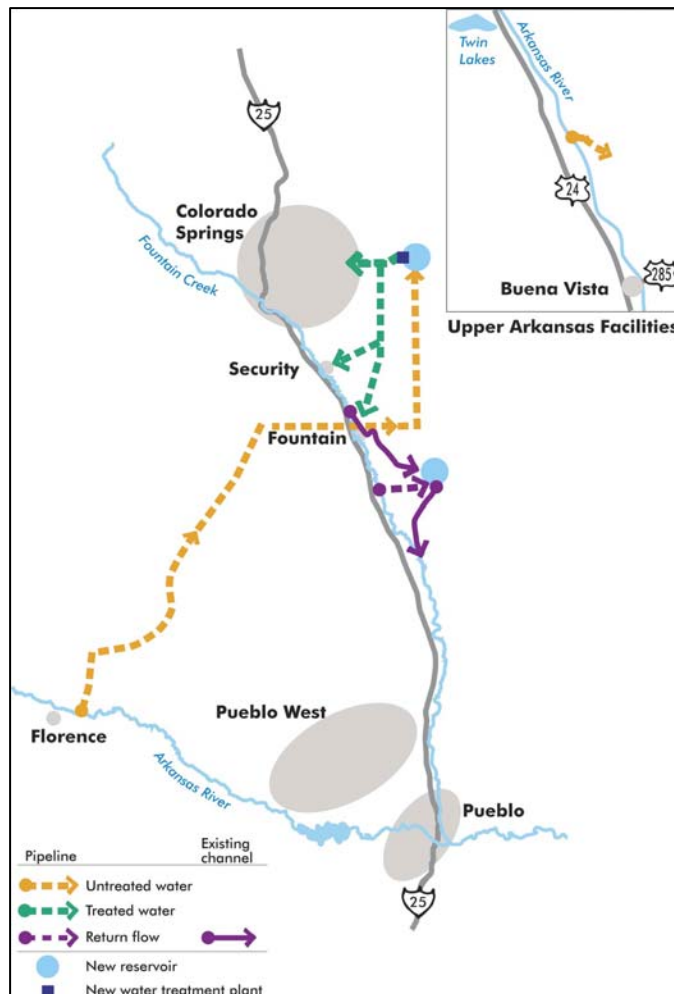 25
Colorado
Springs
Fountain Creek
Security
Fountain
Florence
Arkansas River
Pueblo West
Pueblo
25
Twin
Lakes
Arkansas River
24
285
Buena Vista
Upper Arkansas Facilities
Pipeline
Existing
channel
Untreated water
Treated water
Return flow
New reservoir
New water treatment plant